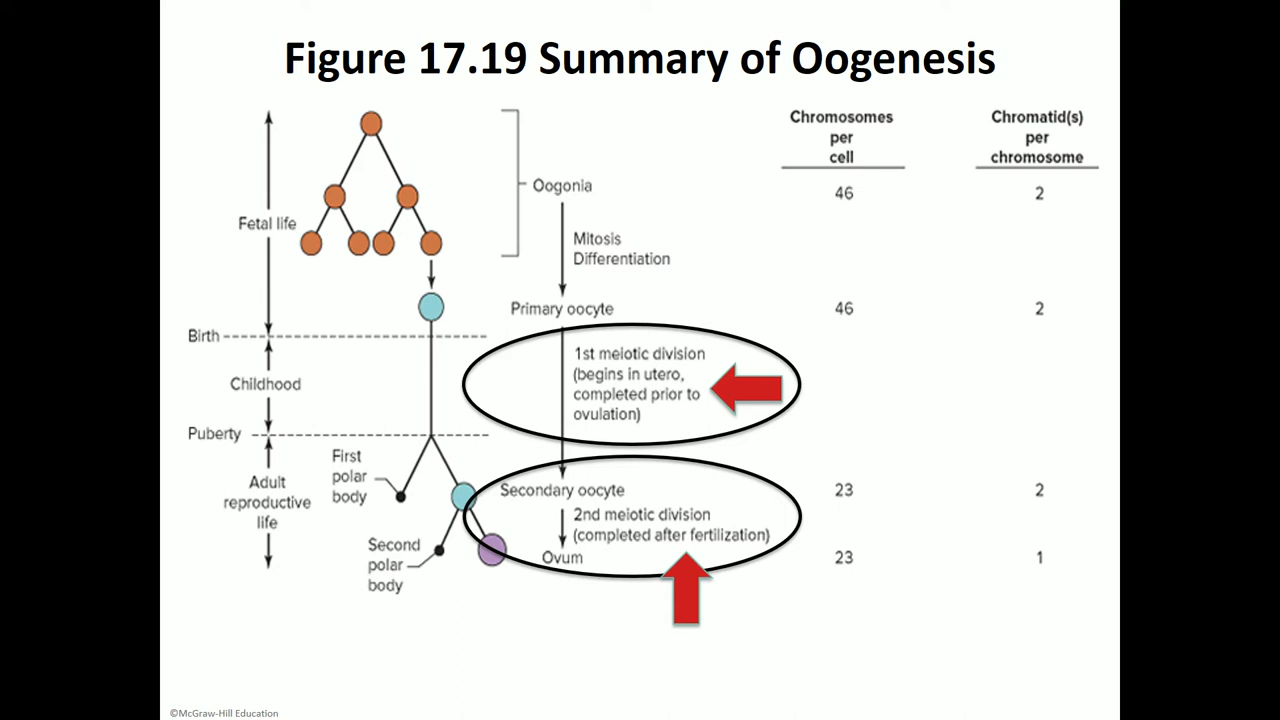 Figure 17.19 Summary of Oogenesis
Chromosomes
per
cell
Chromatid(s)
per
chromosome
Oogonia
46
2
Fetal life
Mitosis
Differentiation
Primary oocyte
46
2
Birth
1st meiotic division
(begins in utero,
completed prior to
ovulation)
Childhood
Puberty
First
polar
body
Adult
reproductive
life
Secondary oocyte
23
2
2nd meiotic division
(completed after fertilization)
Second
polar
body
Ovum
23
1
©McGraw-Hill Education